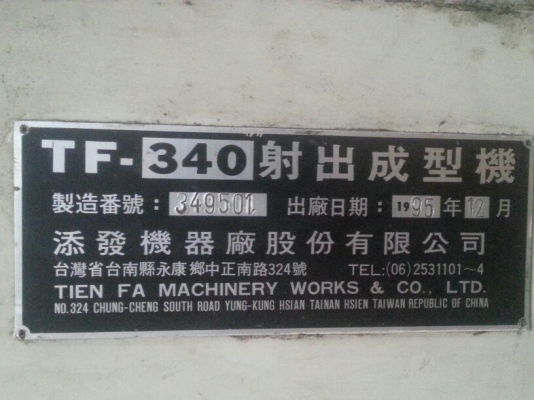 TF-340射出成型機
製造番號：349501 出廠日期：1995年12月
添發機器廠股份有限公司
台灣省台南縣永康鄉中正南路324號 TEL:(06)2531101~4
TIEN FA MACHINERY WORKS & CO., LTD.
NO.324 CHUNG-CHENG SOUTH ROAD YUNG-KUNG HSIAN TAINAN HSIEN TAIWAN REPUBLIC OF CHINA